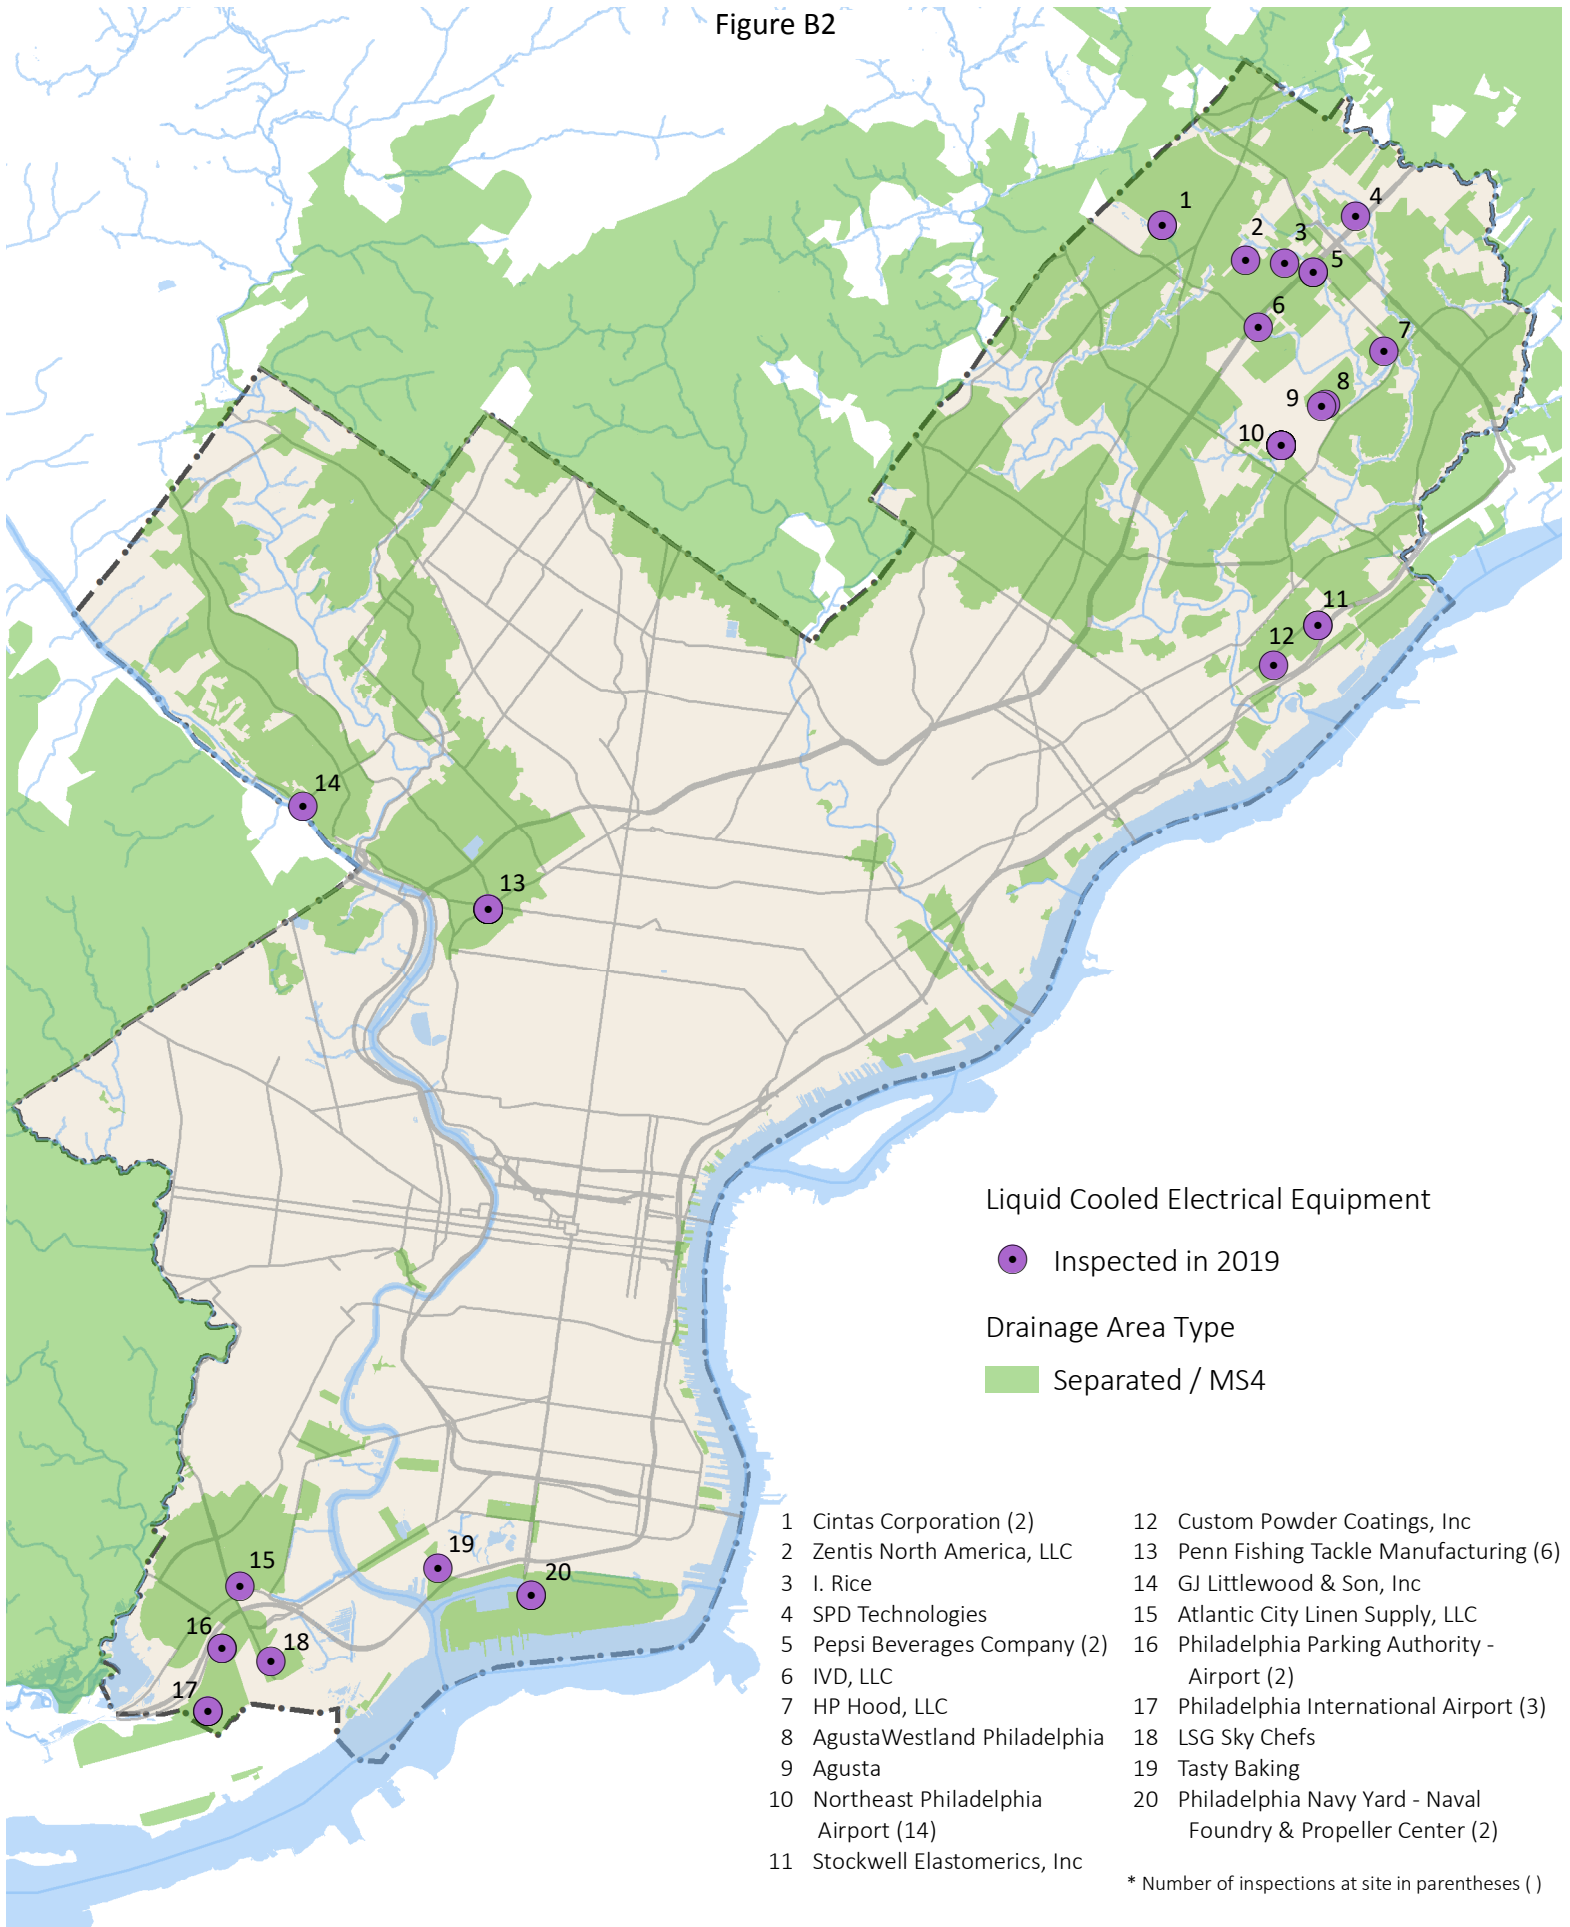 Figure B2
1
2
3
4
5
6
7
8
9
10
11
12
13
14
15
16
17
18
19
20
Liquid Cooled Electrical Equipment
Inspected in 2019
Drainage Area Type
Separated / MS4
1 Cintas Corporation (2)
2 Zentis North America, LLC
3 I. Rice
4 SPD Technologies
5 Pepsi Beverages Company (2)
6 IVD, LLC
7 HP Hood, LLC
8 AgustaWestland Philadelphia
9 Agusta
10 Northeast Philadelphia
Airport (14)
11 Stockwell Elastomerics, Inc
12 Custom Powder Coatings, Inc
13 Penn Fishing Tackle Manufacturing (6)
14 GJ Littlewood & Son, Inc
15 Atlantic City Linen Supply, LLC
16 Philadelphia Parking Authority -
Airport (2)
17 Philadelphia International Airport (3)
18 LSG Sky Chefs
19 Tasty Baking
20 Philadelphia Navy Yard - Naval
Foundry & Propeller Center (2)
* Number of inspections at site in parentheses ( )